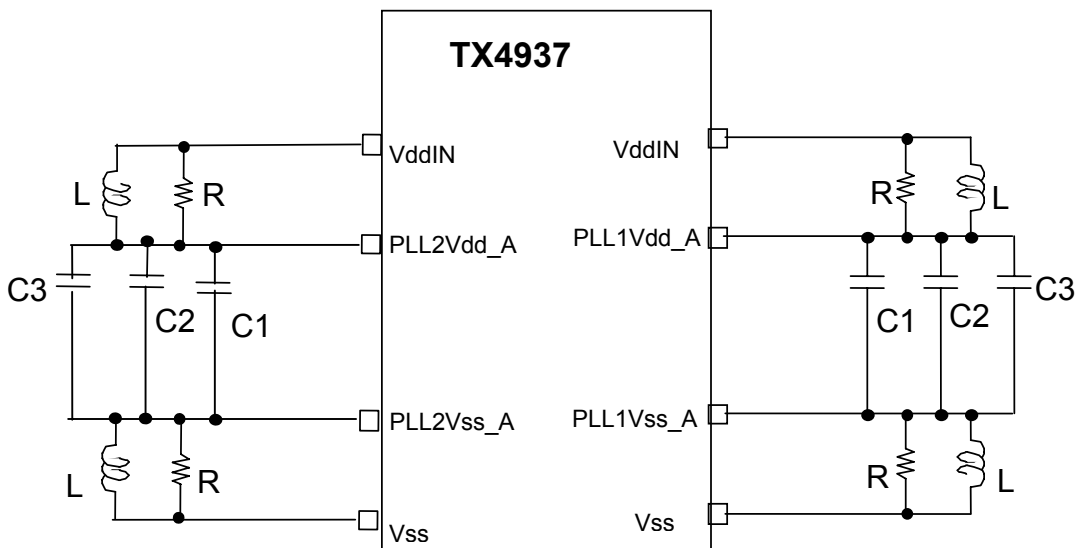 TX4937
VddIN
VddIN
L
R
R
L
PLL2Vdd_A
PLL1Vdd_A
C3
C2
C1
C1
C2
C3
PLL2Vss_A
PLL1Vss_A
L
R
R
L
Vss
Vss